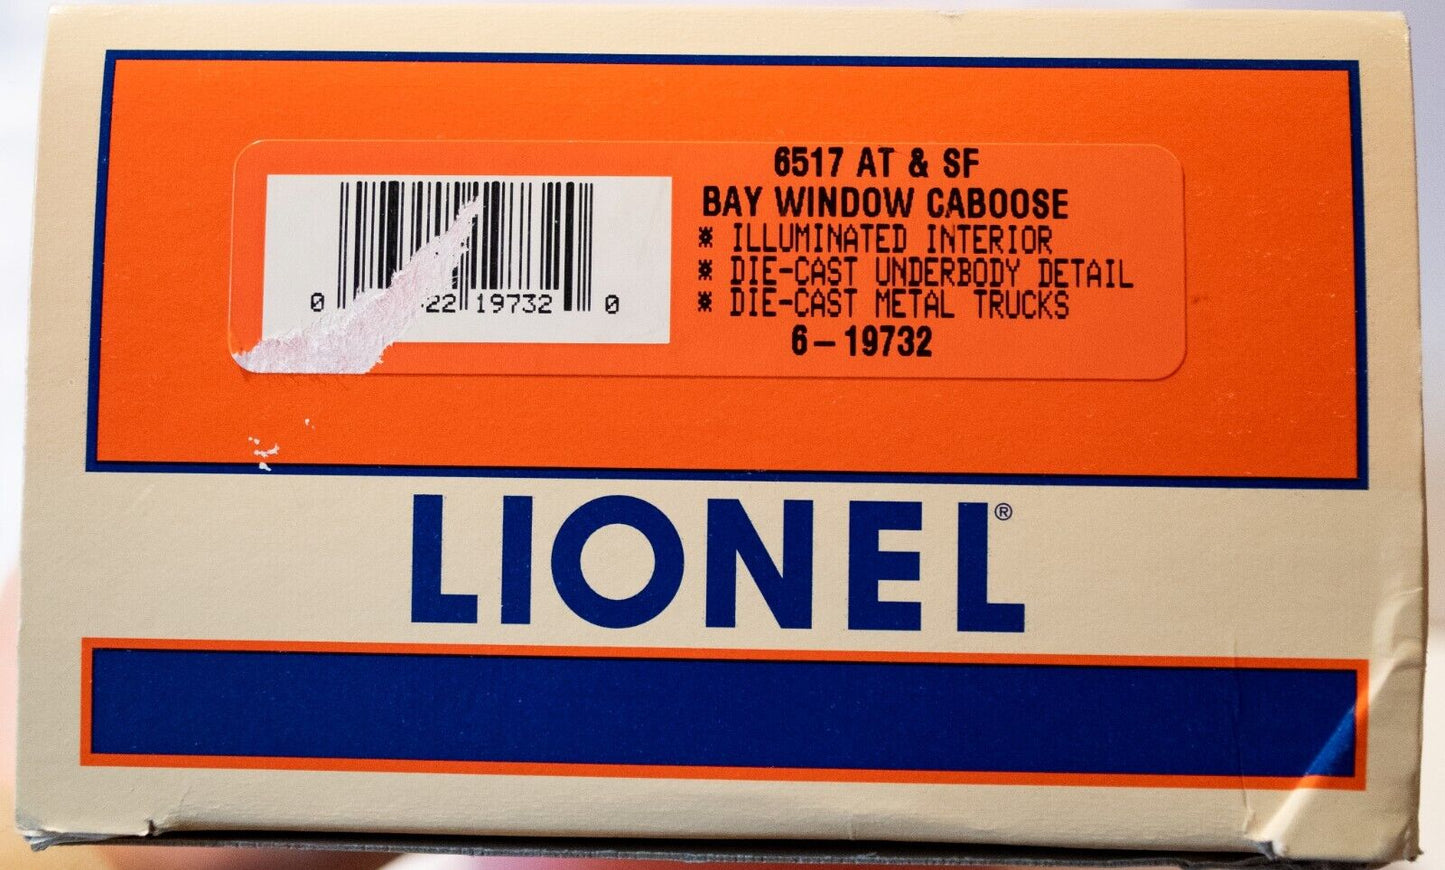 6517 AT & SF
BAY WINDOW CABOOSE
* ILLUMINATED INTERIOR
* DIE-CAST UNDERBODY DETAIL
* DIE-CAST METAL TRUCKS
6-19732
0 22 19732 0
LIONEL®